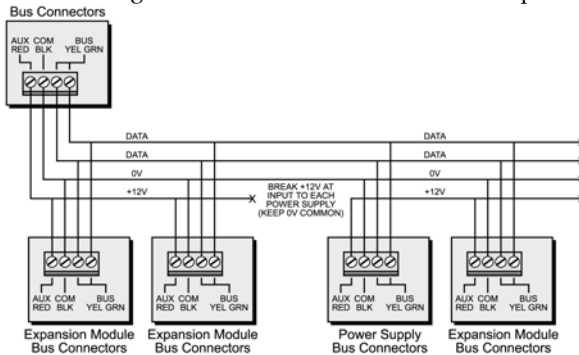 Bus Connectors
AUX COM BUS
RED BLK YEL GRN
DATA DATA
DATA DATA
0V 0V
+12V +12V
X BREAK +12V AT
INPUT TO EACH
POWER SUPPLY
(KEEP 0V COMMON)
AUX COM BUS
RED BLK YEL GRN
Expansion Module
Bus Connectors
AUX COM BUS
RED BLK YEL GRN
Expansion Module
Bus Connectors
AUX COM BUS
RED BLK YEL GRN
Power Supply
Bus Connectors
AUX COM BUS
RED BLK YEL GRN
Expansion Module
Bus Connectors